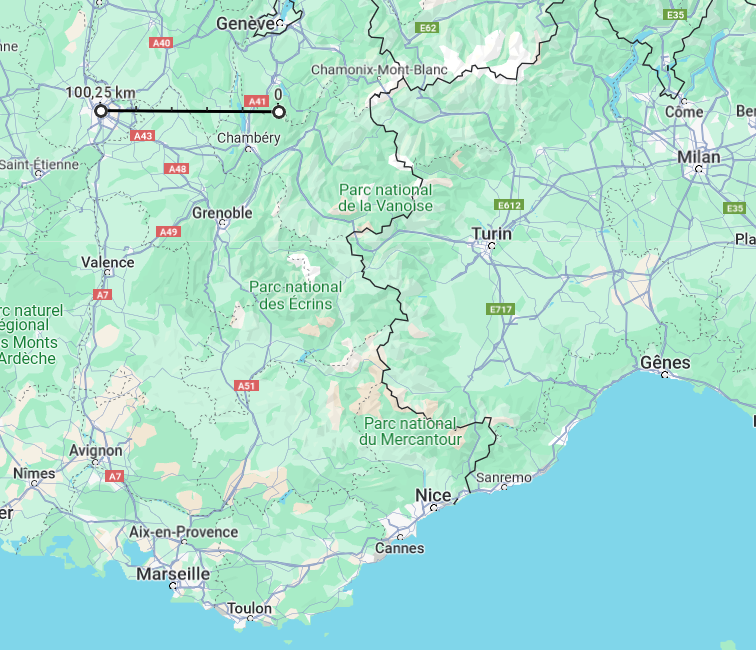 E35
Genève
E62
A40
nne
Chamonix-Mont-Blanc
100,25 km
0
A41
Côme
Ber
A43
Chambéry
Saint-Étienne
A48
Milan
Parc national
de la Vanoise
E612
E35
Grenoble
A49
Turin
Pla
Valence
A7
Parc national
des Écrins
rc naturel
égional
s Monts
Ardèche
E717
Gênes
A51
Parc national
du Mercantour
Avignon
Nîmes
A7
Sanremo
Nice
er
Aix-en-Provence
Cannes
Marseille
Toulon